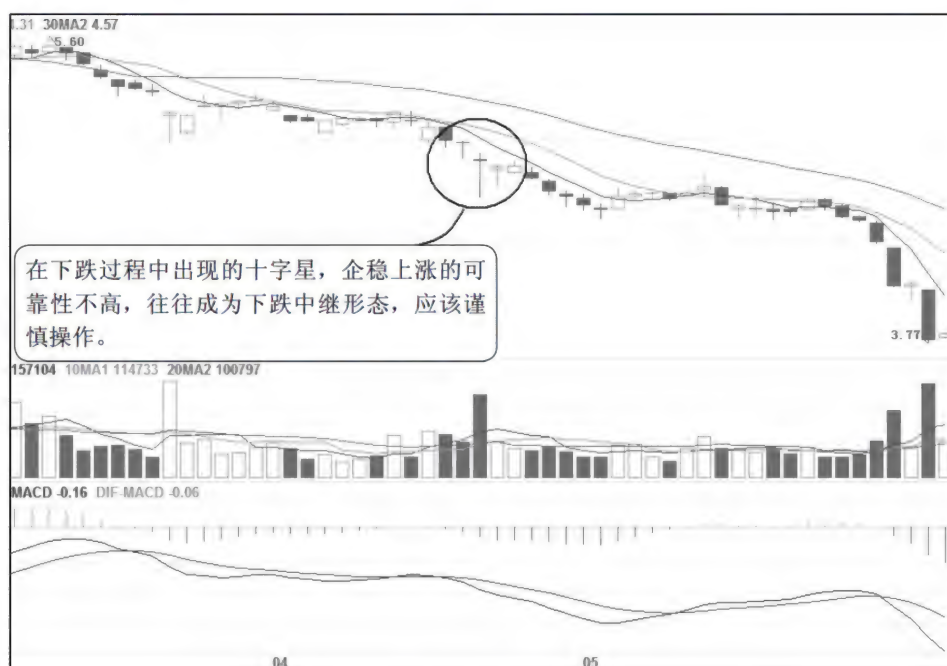 4.31 30MA2 4.57
5.60
在下跌过程中出现的十字星，企稳上涨的可
靠性不高，往往成为下跌中继形态，应该谨
慎操作。
3.77
157104 10MA1 114733 20MA2 100797
MACD -0.16 DIF-MACD -0.06
04 05